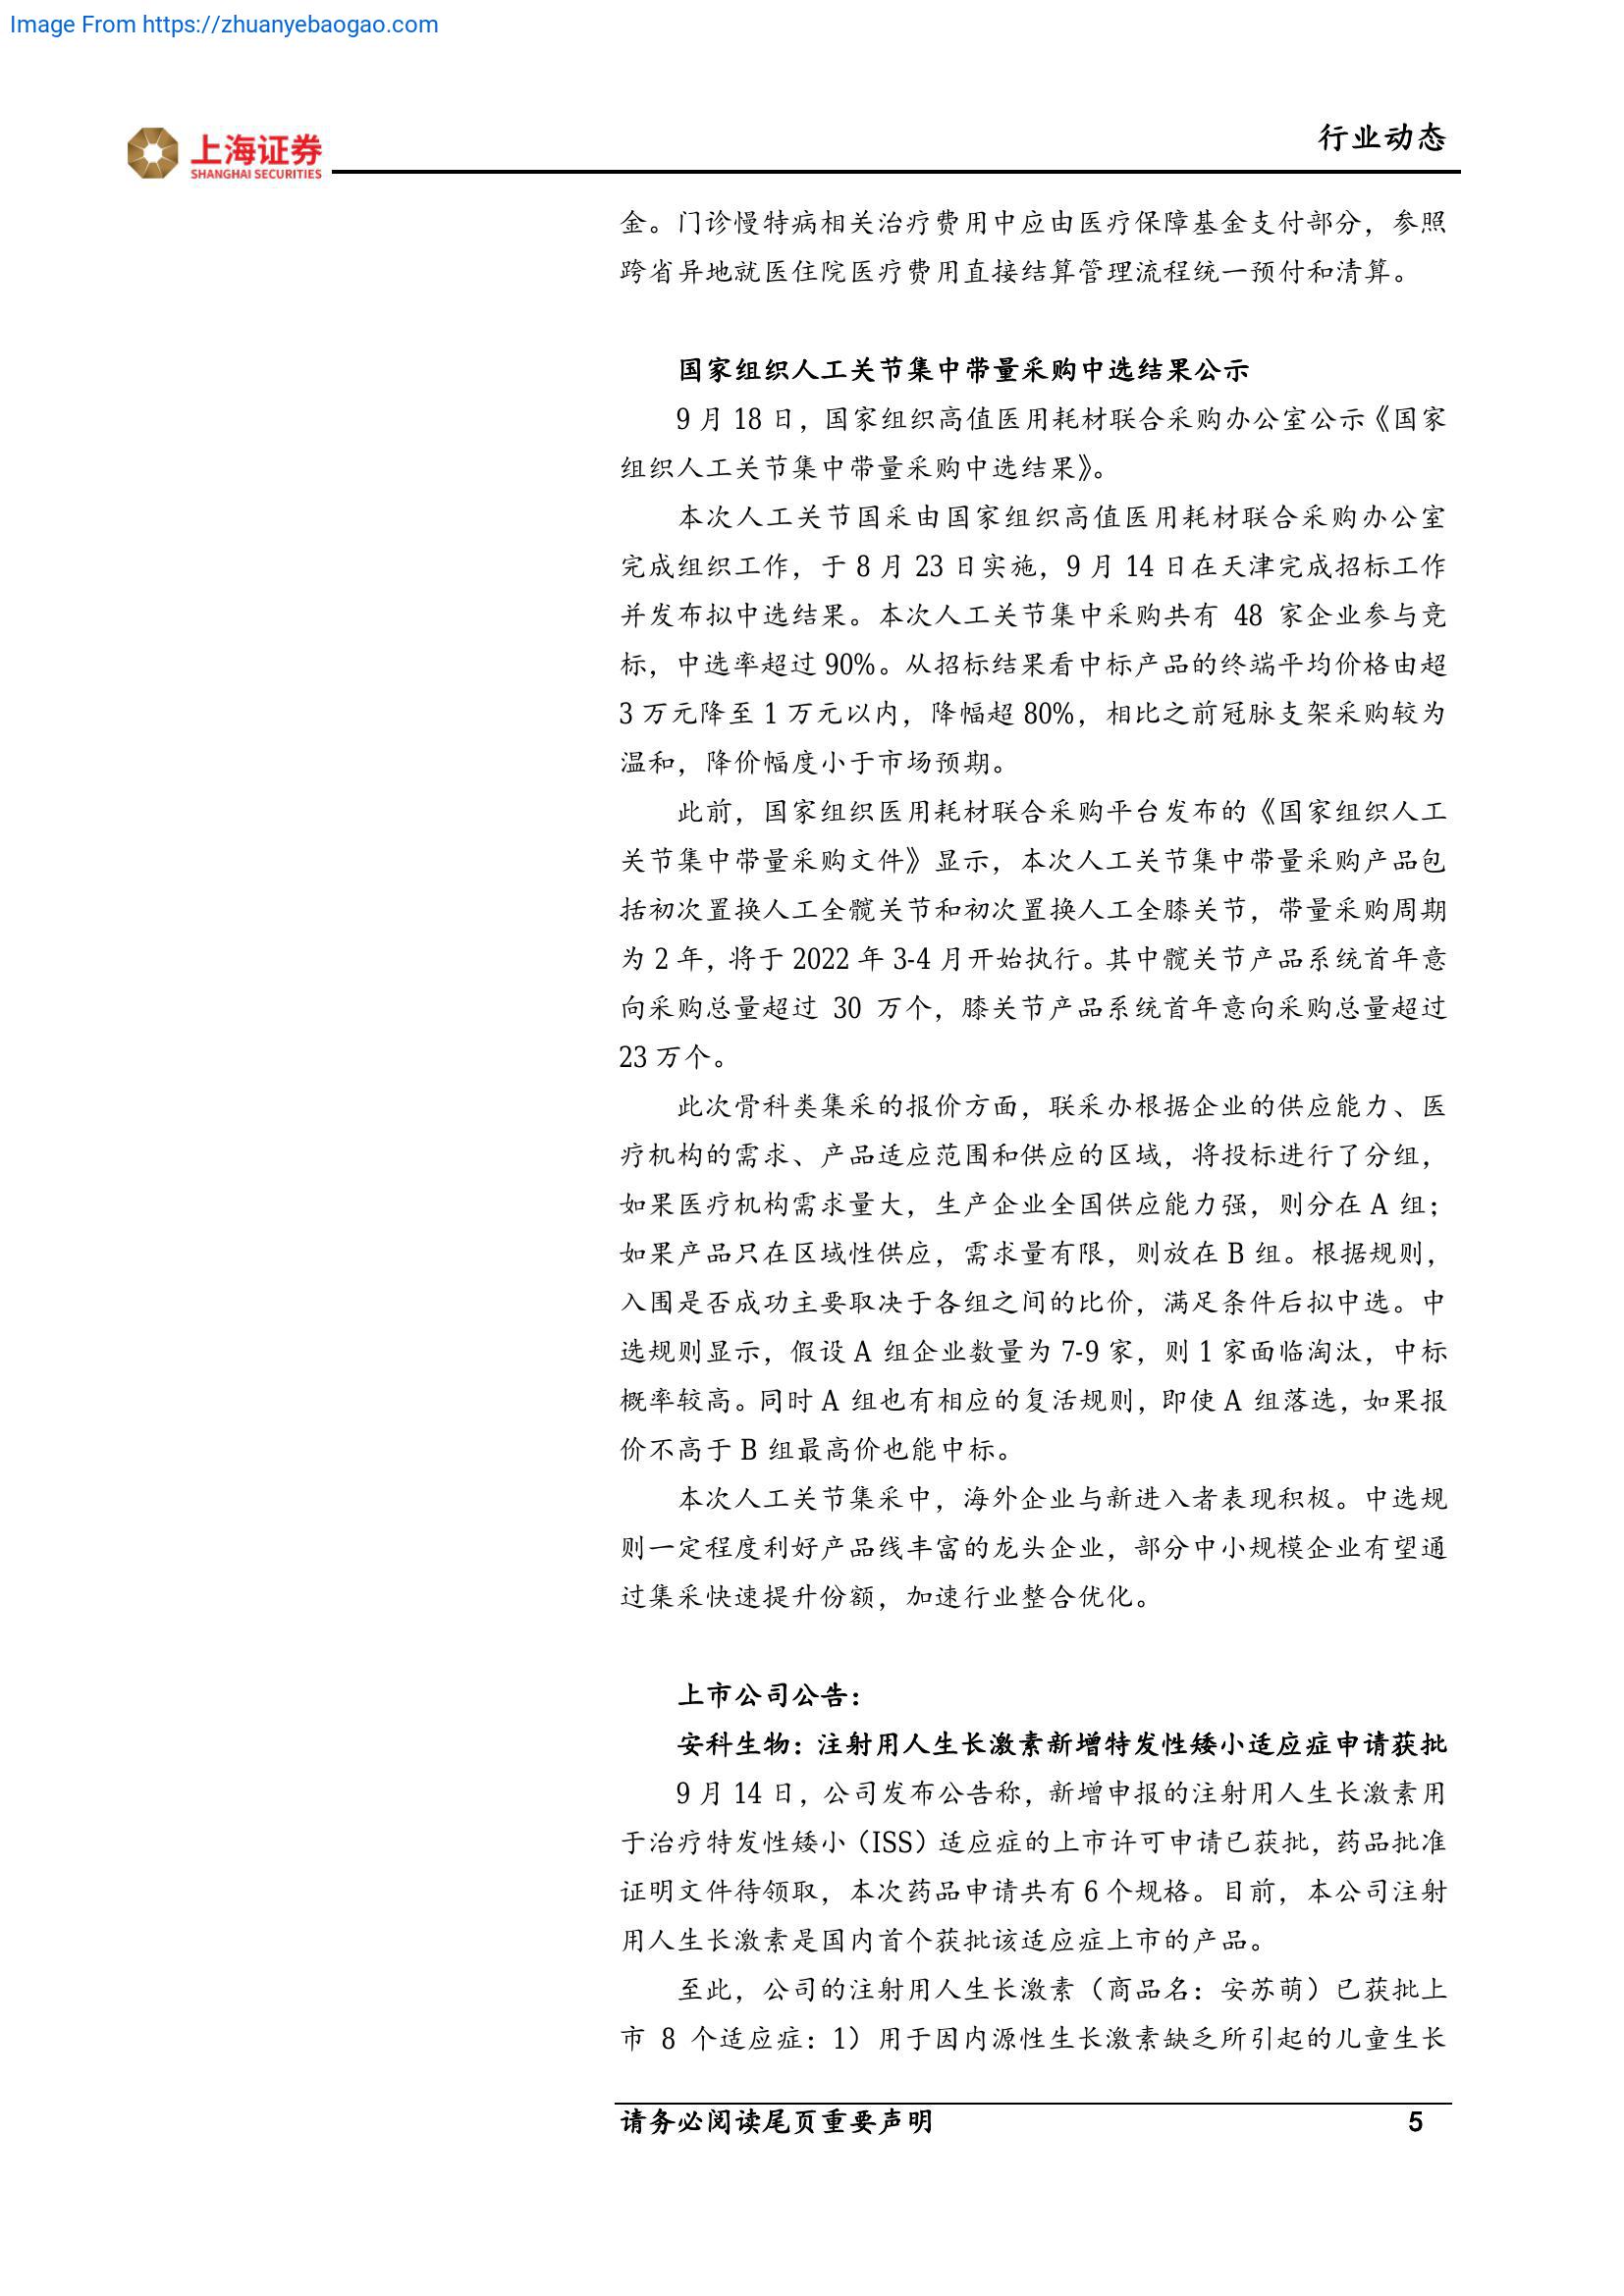 Image From https://zhuanyebaogao.com
上海证券
SHANGHAI SECURITIES
行业动态
金。门诊慢特病相关治疗费用中应由医疗保障基金支付部分，参照
跨省异地就医住院医疗费用直接结算管理流程统一预付和清算。
国家组织人工关节集中带量采购中选结果公示
9 月 18 日，国家组织高值医用耗材联合采购办公室公示《国家
组织人工关节集中带量采购中选结果》。
本次人工关节国采由国家组织高值医用耗材联合采购办公室
完成组织工作，于 8 月 23 日实施，9 月 14 日在天津完成招标工作
并发布拟中选结果。本次人工关节集中采购共有 48 家企业参与竞
标，中选率超过 90%。从招标结果看中标产品的终端平均价格由超
3 万元降至 1 万元以内，降幅超 80%，相比之前冠脉支架采购较为
温和，降价幅度小于市场预期。
此前，国家组织医用耗材联合采购平台发布的《国家组织人工
关节集中带量采购文件》显示，本次人工关节集中带量采购产品包
括初次置换人工全髋关节和初次置换人工全膝关节，带量采购周期
为 2 年，将于 2022 年 3-4 月开始执行。其中髋关节产品系统首年意
向采购总量超过 30 万个，膝关节产品系统首年意向采购总量超过
23 万个。
此次骨科类集采的报价方面，联采办根据企业的供应能力、医
疗机构的需求、产品适应范围和供应的区域，将投标进行了分组，
如果医疗机构需求量大，生产企业全国供应能力强，则分在 A 组；
如果产品只在区域性供应，需求量有限，则放在 B 组。根据规则，
入围是否成功主要取决于各组之间的比价，满足条件后拟中选。中
选规则显示，假设 A 组企业数量为 7-9 家，则 1 家面临淘汰，中标
概率较高。同时 A 组也有相应的复活规则，即使 A 组落选，如果报
价不高于 B 组最高价也能中标。
本次人工关节集采中，海外企业与新进入者表现积极。中选规
则一定程度利好产品线丰富的龙头企业，部分中小规模企业有望通
过集采快速提升份额，加速行业整合优化。
上市公司公告：
安科生物：注射用人生长激素新增特发性矮小适应症申请获批
9 月 14 日，公司发布公告称，新增申报的注射用人生长激素用
于治疗特发性矮小（ISS）适应症的上市许可申请已获批，药品批准
证明文件待领取，本次药品申请共有 6 个规格。目前，本公司注射
用人生长激素是国内首个获批该适应症上市的产品。
至此，公司的注射用人生长激素（商品名：安苏萌）已获批上
市 8 个适应症：1）用于因内源性生长激素缺乏所引起的儿童生长
请务必阅读尾页重要声明
5